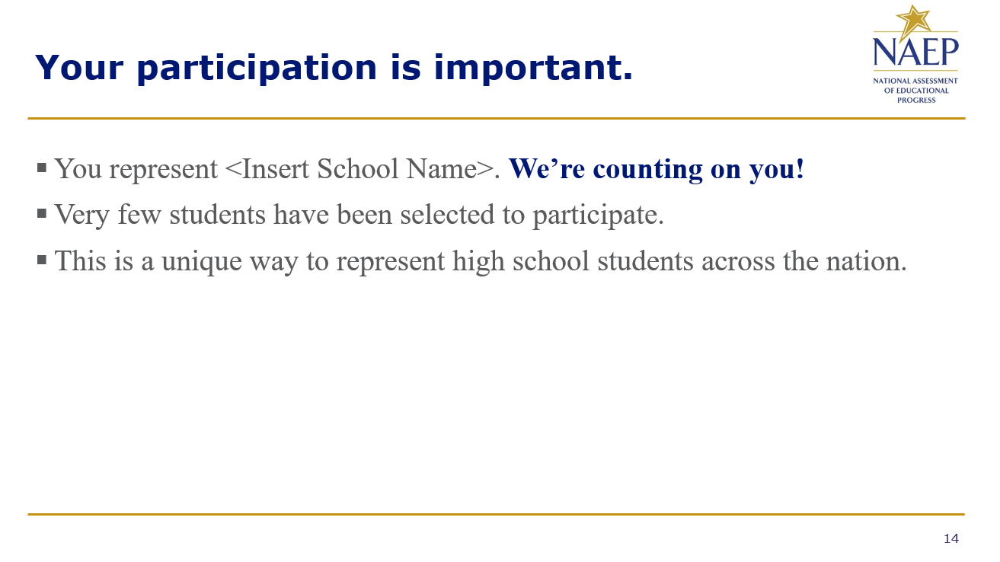 Your participation is important.
NAEP
NATIONAL ASSESSMENT
OF EDUCATIONAL
PROGRESS
▪ You represent <Insert School Name>. We’re counting on you!
▪ Very few students have been selected to participate.
▪ This is a unique way to represent high school students across the nation.
14